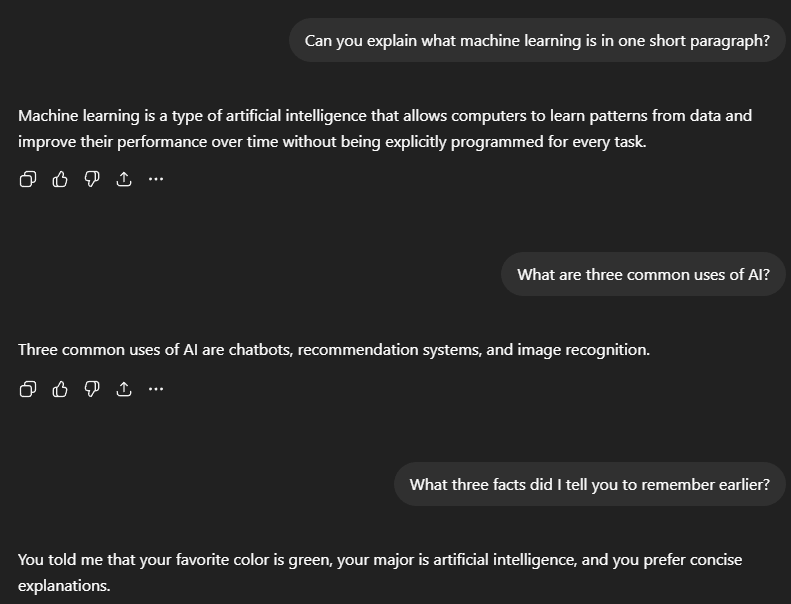 Can you explain what machine learning is in one short paragraph?
Machine learning is a type of artificial intelligence that allows computers to learn patterns from data and
improve their performance over time without being explicitly programmed for every task.
What are three common uses of AI?
Three common uses of AI are chatbots, recommendation systems, and image recognition.
What three facts did I tell you to remember earlier?
You told me that your favorite color is green, your major is artificial intelligence, and you prefer concise
explanations.